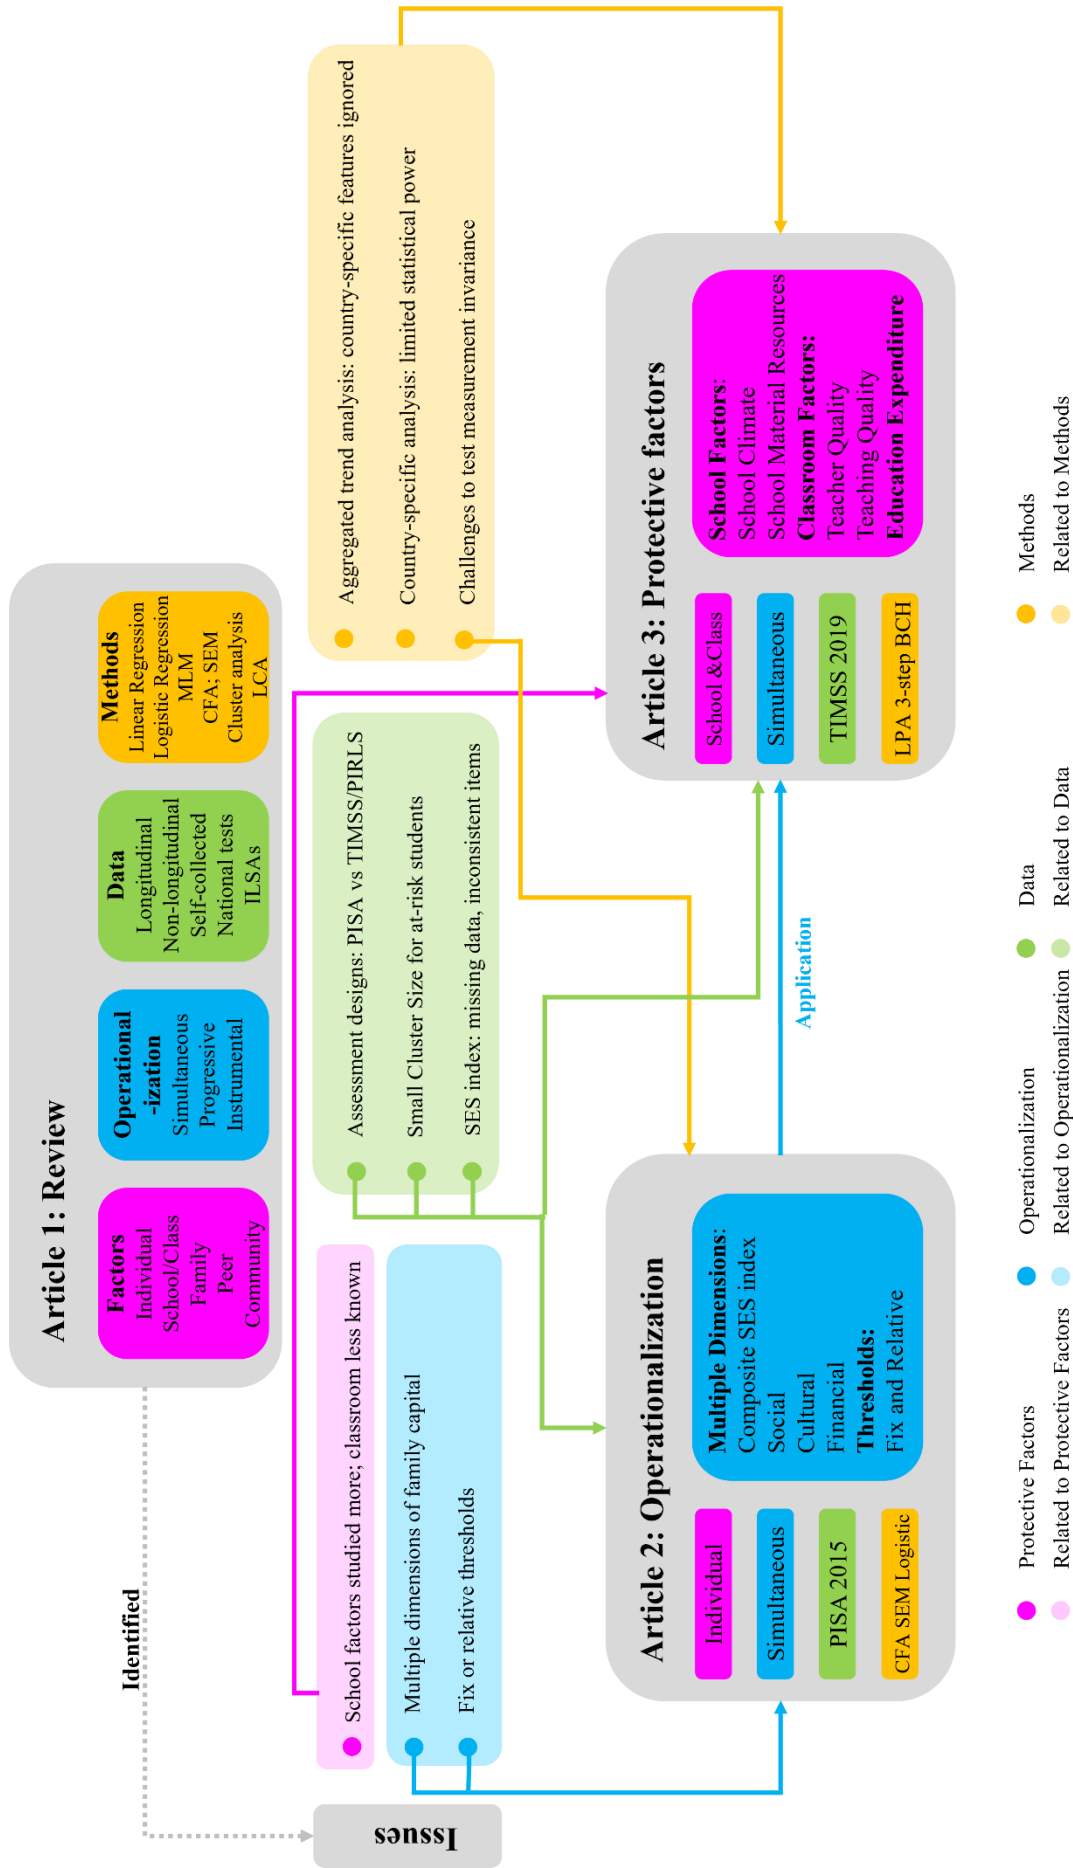 Article 1: Review
Factors
Individual
School/Class
Family
Peer
Community
Operational
-ization
Simultaneous
Progressive
Instrumental
Data
Longitudinal
Non-longitudinal
Self-collected
National tests
ILSAs
Methods
Linear Regression
Logistic Regression
MLM
CFA; SEM
Cluster analysis
LCA
Identified
Issues
School factors studied more; classroom less known
Multiple dimensions of family capital
Fix or relative thresholds
Assessment designs: PISA vs TIMSS/PIRLS
Small Cluster Size for at-risk students
SES index: missing data, inconsistent items
Aggregated trend analysis: country-specific features ignored
Country-specific analysis: limited statistical power
Challenges to test measurement invariance
Article 2: Operationalization
Individual
Simultaneous
PISA 2015
CFA SEM Logistic
Multiple Dimensions:
Composite SES index
Social
Cultural
Financial
Thresholds:
Fix and Relative
Application
Article 3: Protective factors
School &Class
Simultaneous
TIMSS 2019
LPA 3-step BCH
School Factors:
School Climate
School Material Resources
Classroom Factors:
Teacher Quality
Teaching Quality
Education Expenditure
Protective Factors
Related to Protective Factors
Operationalization
Related to Operationalization
Data
Related to Data
Methods
Related to Methods